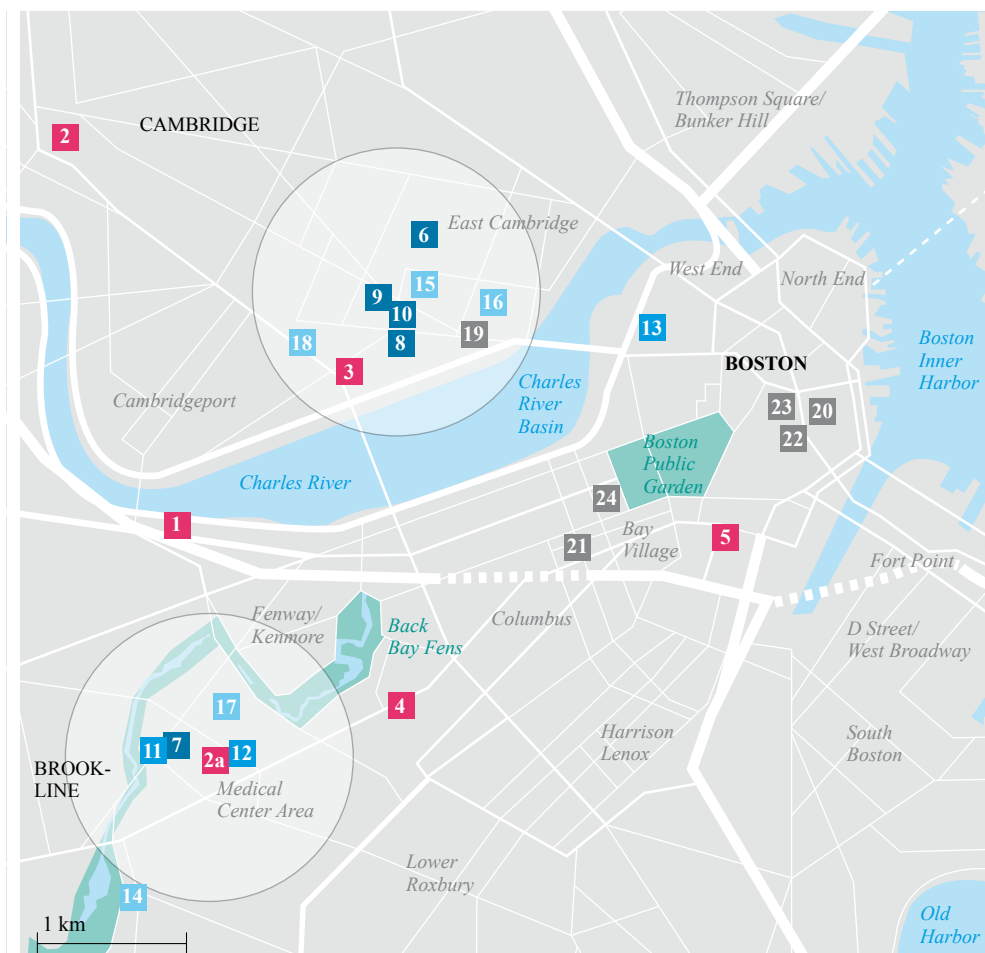 Thompson Square/
Bunker Hill
CAMBRIDGE
2
East Cambridge
6
West End
North End
15
9
16
10
13
19
18
8
Boston
Inner
Harbor
3
BOSTON
Charles
River
Basin
Cambridgeport
23
20
22
Boston
Public
Garden
Charles River
24
1
Bay
Village
5
21
Fort Point
Fenway/
Kenmore
Columbus
Back
Bay Fens
D Street/
West Broadway
17
4
Harrison
Lenox
South
Boston
11
7
2a
12
BROOK-
LINE
Medical
Center Area
Lower
Roxbury
14
1 km
Old
Harbor